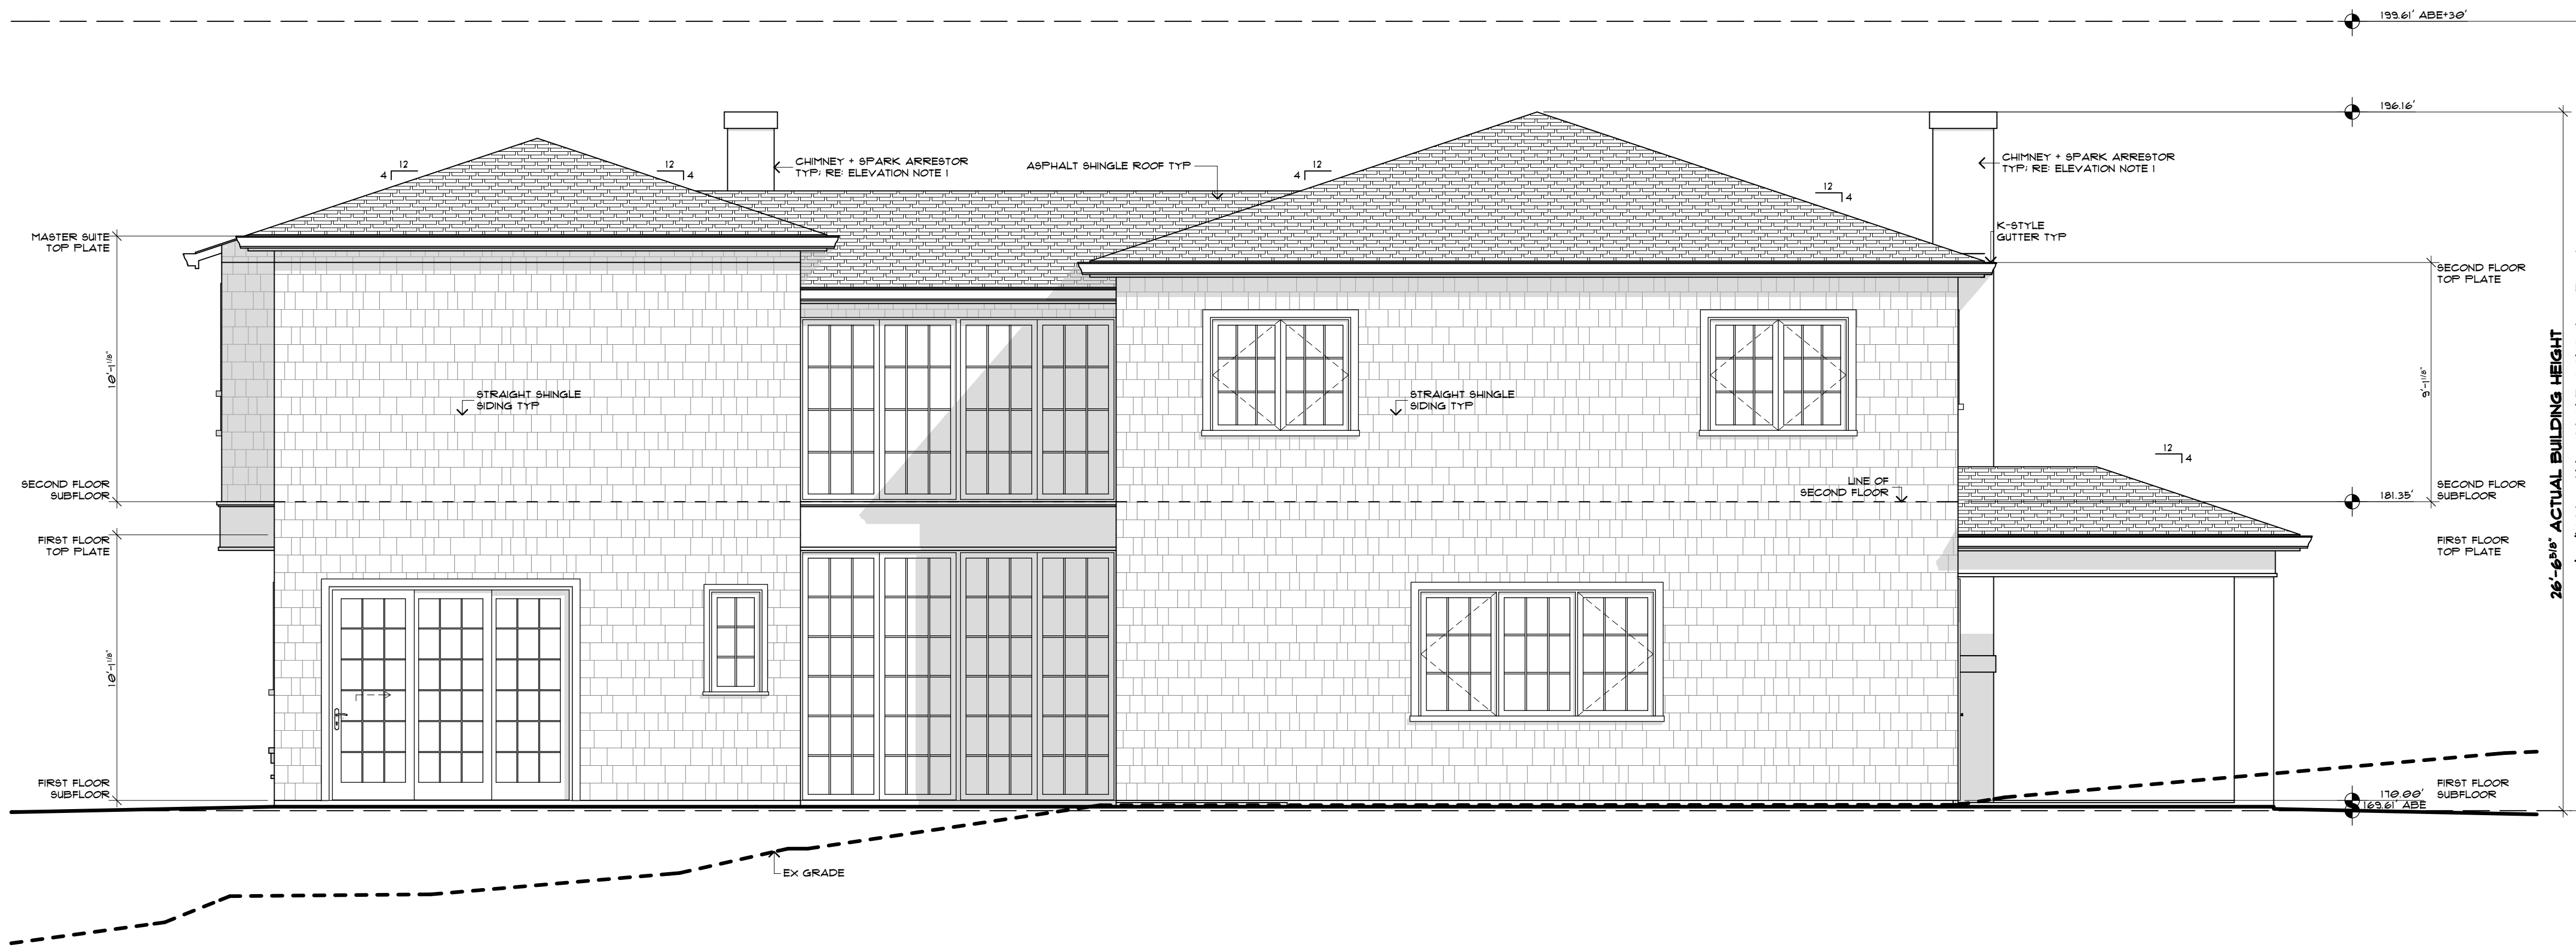 199.61' ABE+30'
196.16'
12
4
12
4
CHIMNEY + SPARK ARRESTOR
TYP; RE: ELEVATION NOTE 1
ASPHALT SHINGLE ROOF TYP
12
4
12
4
CHIMNEY + SPARK ARRESTOR
TYP; RE: ELEVATION NOTE 1
K-STYLE
GUTTER TYP
MASTER SUITE
TOP PLATE
SECOND FLOOR
TOP PLATE
10'-1 1/8"
STRAIGHT SHINGLE
SIDING TYP
STRAIGHT SHINGLE
SIDING TYP
9'-1 1/8"
26'-6 5/8" ACTUAL BUILDING HEIGHT
12
4
SECOND FLOOR
SUBFLOOR
LINE OF
SECOND FLOOR
181.35'
SECOND FLOOR
SUBFLOOR
FIRST FLOOR
TOP PLATE
FIRST FLOOR
TOP PLATE
10'-1 1/8"
FIRST FLOOR
SUBFLOOR
170.00'
169.61' ABE
FIRST FLOOR
SUBFLOOR
EX GRADE